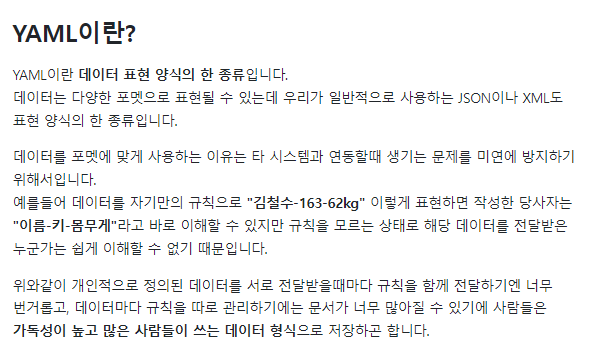 YAML이란?
YAML이란 데이터 표현 양식의 한 종류입니다.
데이터는 다양한 포멧으로 표현될 수 있는데 우리가 일반적으로 사용하는 JSON이나 XML도
표현 양식의 한 종류입니다.
데이터를 포멧에 맞게 사용하는 이유는 타 시스템과 연동할때 생기는 문제를 미연에 방지하기
위해서입니다.
예를들어 데이터를 자기만의 규칙으로 "김철수-163-62kg" 이렇게 표현하면 작성한 당사자는
"이름-키-몸무게"라고 바로 이해할 수 있지만 규칙을 모르는 상태로 해당 데이터를 전달받은
누군가는 쉽게 이해할 수 없기 때문입니다.
위와같이 개인적으로 정의된 데이터를 서로 전달받을때마다 규칙을 함께 전달하기엔 너무
번거롭고, 데이터마다 규칙을 따로 관리하기에는 문서가 너무 많아질 수 있기에 사람들은
가독성이 높고 많은 사람들이 쓰는 데이터 형식으로 저장하곤 합니다.